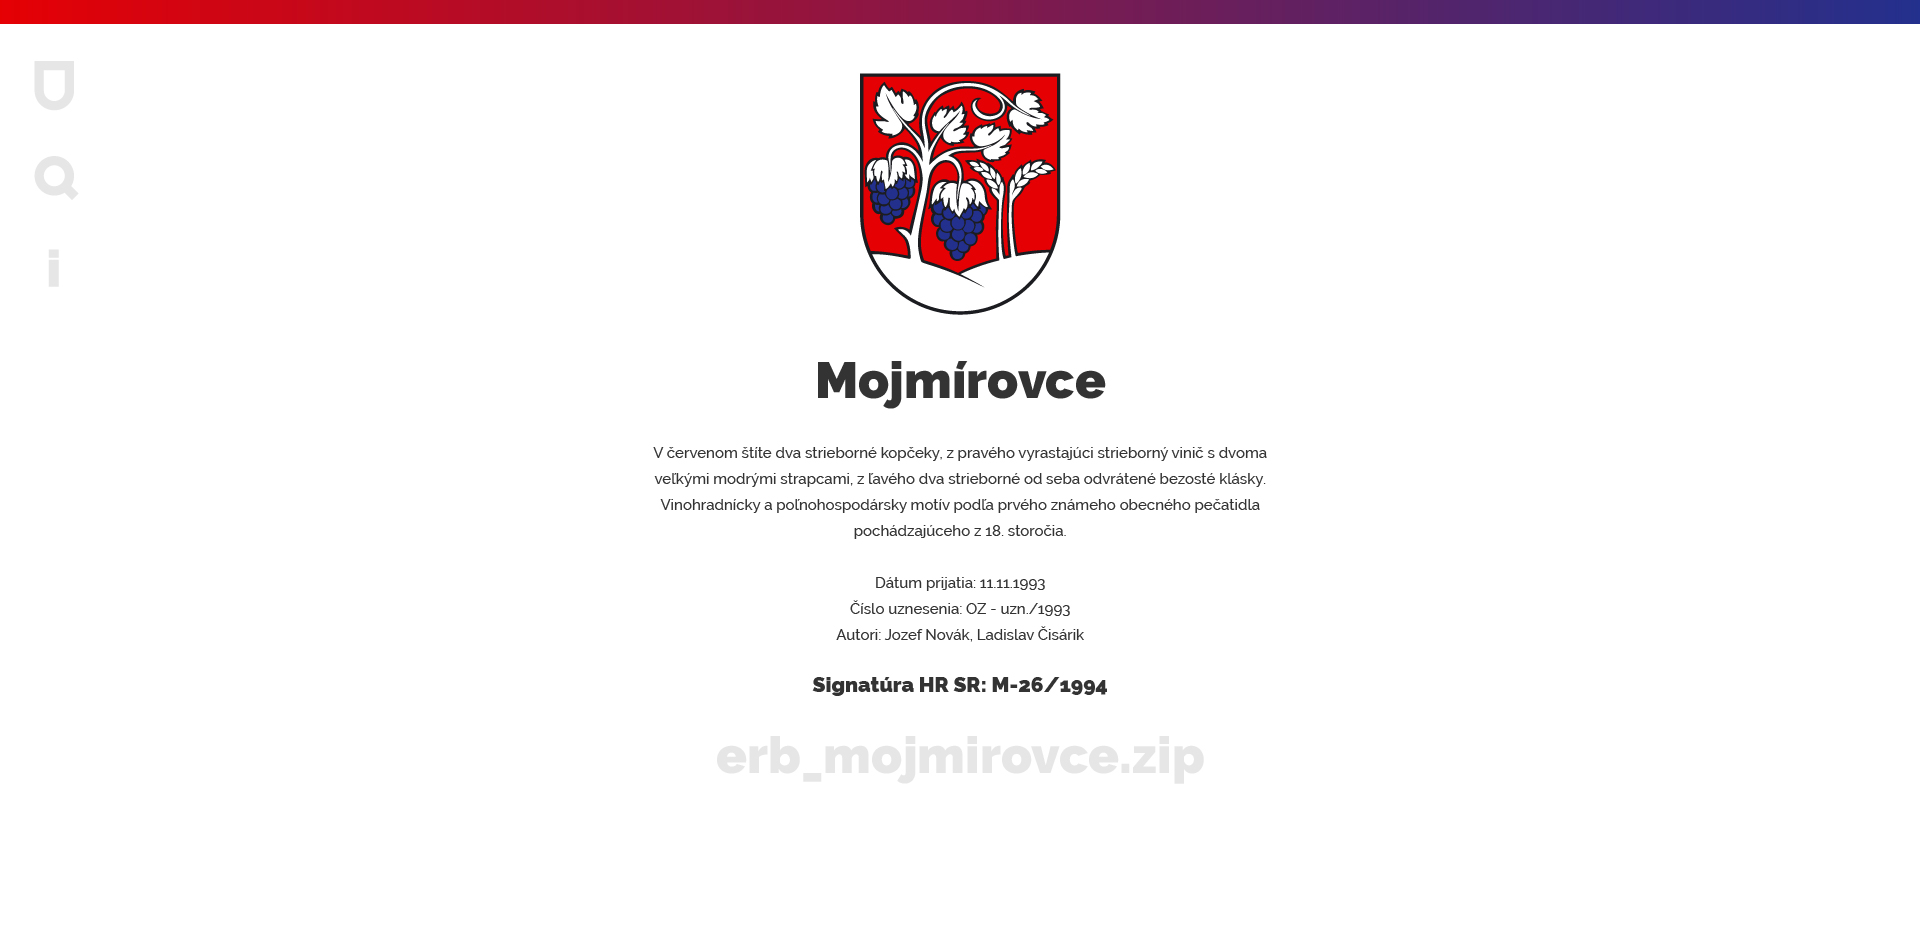 Mojmírovce
V červenom štíte dva strieborné kopčeky, z pravého vyrastajúci strieborný vinič s dvoma
veľkými modrými strapcami, z ľavého dva strieborné od seba odvrátené bezosté klásky.
Vinohradnícky a poľnohospodársky motív podľa prvého známeho obecného pečatidla
pochádzajúceho z 18. storočia.
Dátum prijatia: 11.11.1993
Číslo uznesenia: OZ - uzn./1993
Autori: Jozef Novák, Ladislav Čisárik
Signatúra HR SR: M-26/1994
erb_mojmirovce.zip